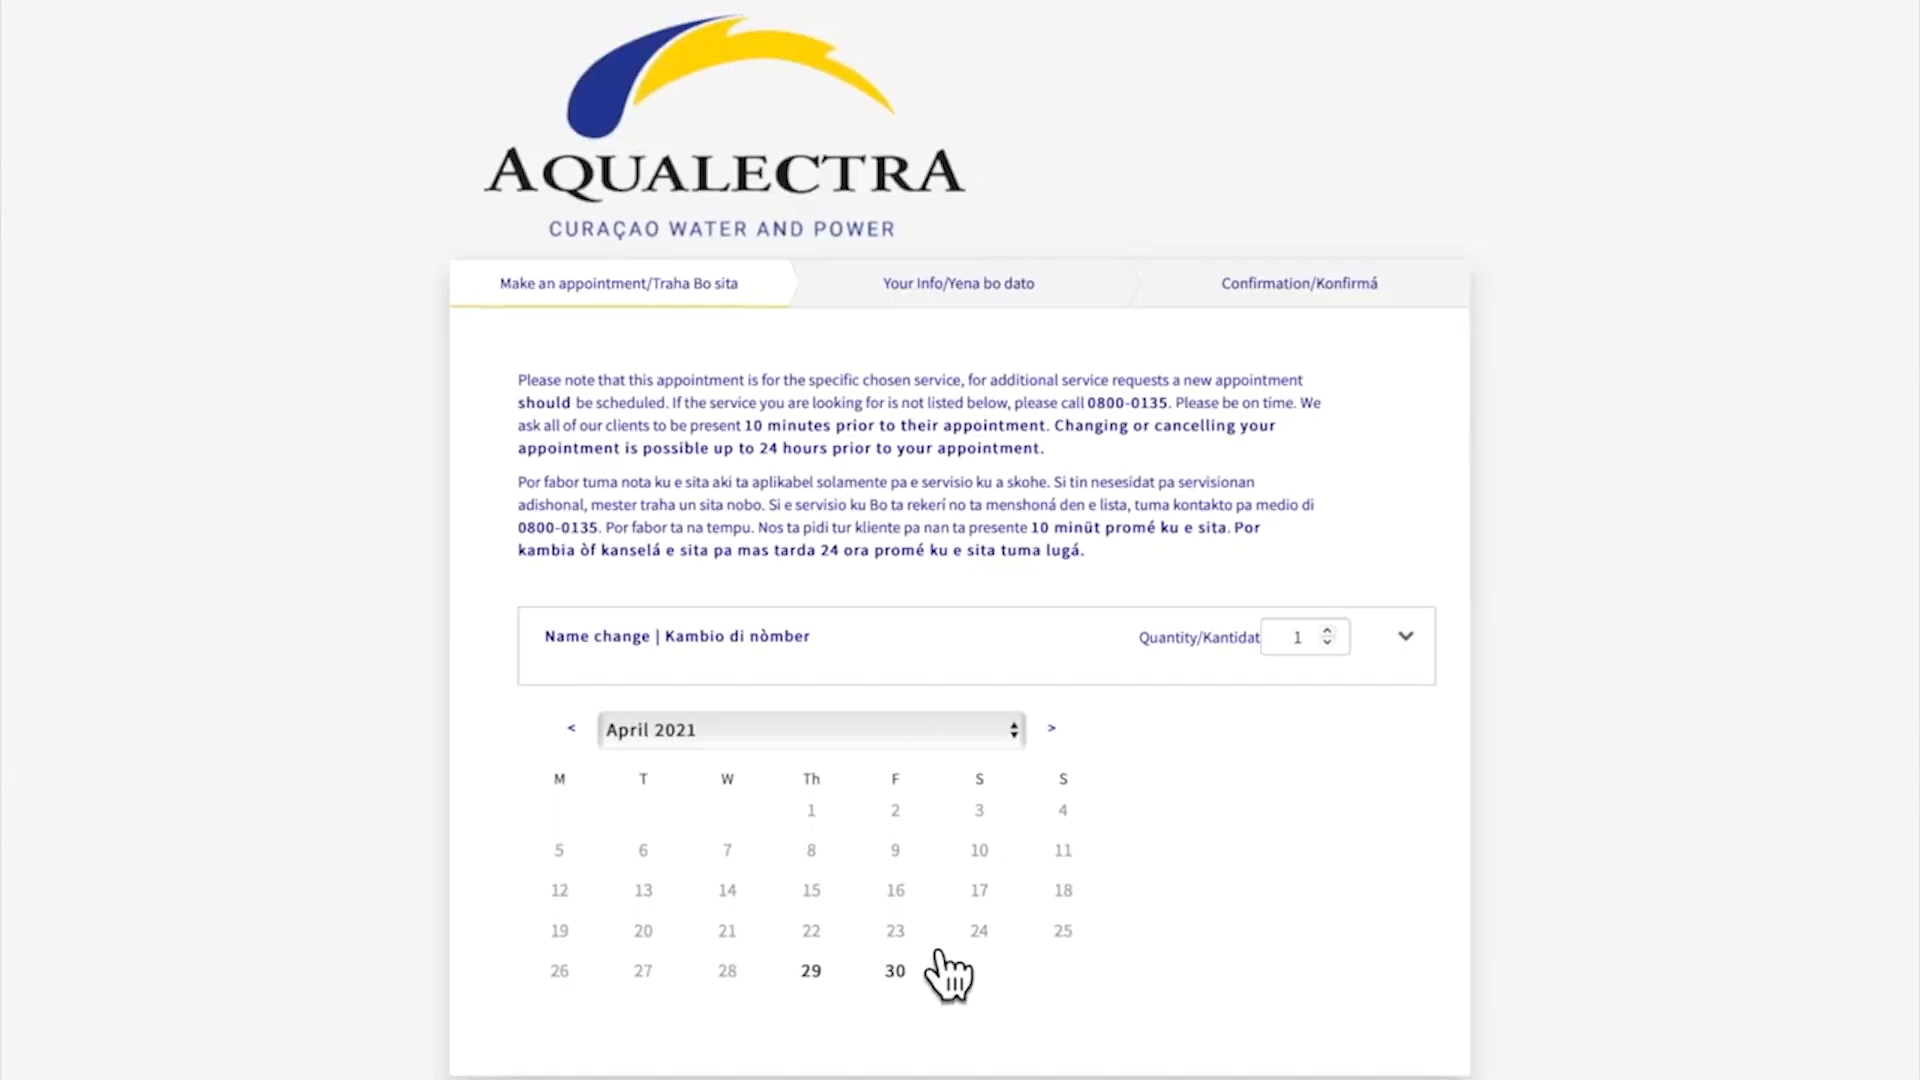 AQUALECTRA
CURAÇAO WATER AND POWER
Make an appointment/Traha Bo sita
Your Info/Yena bo dato
Confirmation/Konfirmá
Please note that this appointment is for the specific chosen service, for additional service requests a new appointment
should be scheduled. If the service you are looking for is not listed below, please call 0800-0135. Please be on time. We
ask all of our clients to be present 10 minutes prior to their appointment. Changing or cancelling your
appointment is possible up to 24 hours prior to your appointment.
Por fabor tuma nota ku e sita aki ta aplikabel solamente pa e servisio ku a skohe. Si tin nesesidat pa servisionan
adishonal, mester traha un sita nobo. Si e servisio ku Bo ta rekerí no ta menshoná den e lista, tuma kontakto pa medio di
0800-0135. Por fabor ta na tempu. Nos ta pidi tur kliente pa nan ta presente 10 minüt promé ku e sita. Por
kambia òf kanselá e sita pa mas tarda 24 ora promé ku e sita tuma lugá.
Name change | Kambio di nòmber
Quantity/Kantidat 1
< April 2021 >
M T W Th F S S
1 2 3 4
5 6 7 8 9 10 11
12 13 14 15 16 17 18
19 20 21 22 23 24 25
26 27 28 29 30